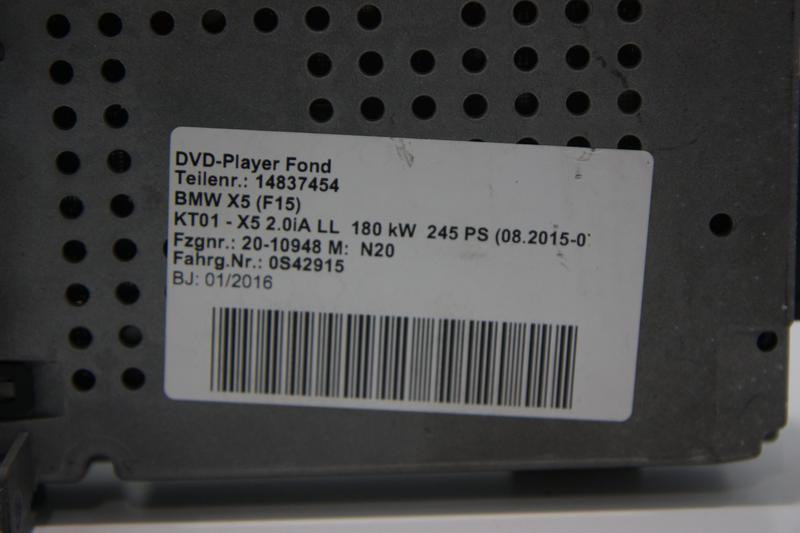 DVD-Player Fond
Teilenr.: 14837454
BMW X5 (F15)
KT01 - X5 2.0iA LL 180 kW 245 PS (08.2015-0
Fzgnr.: 20-10948 M: N20
Fahrg.Nr.: 0S42915
BJ: 01/2016